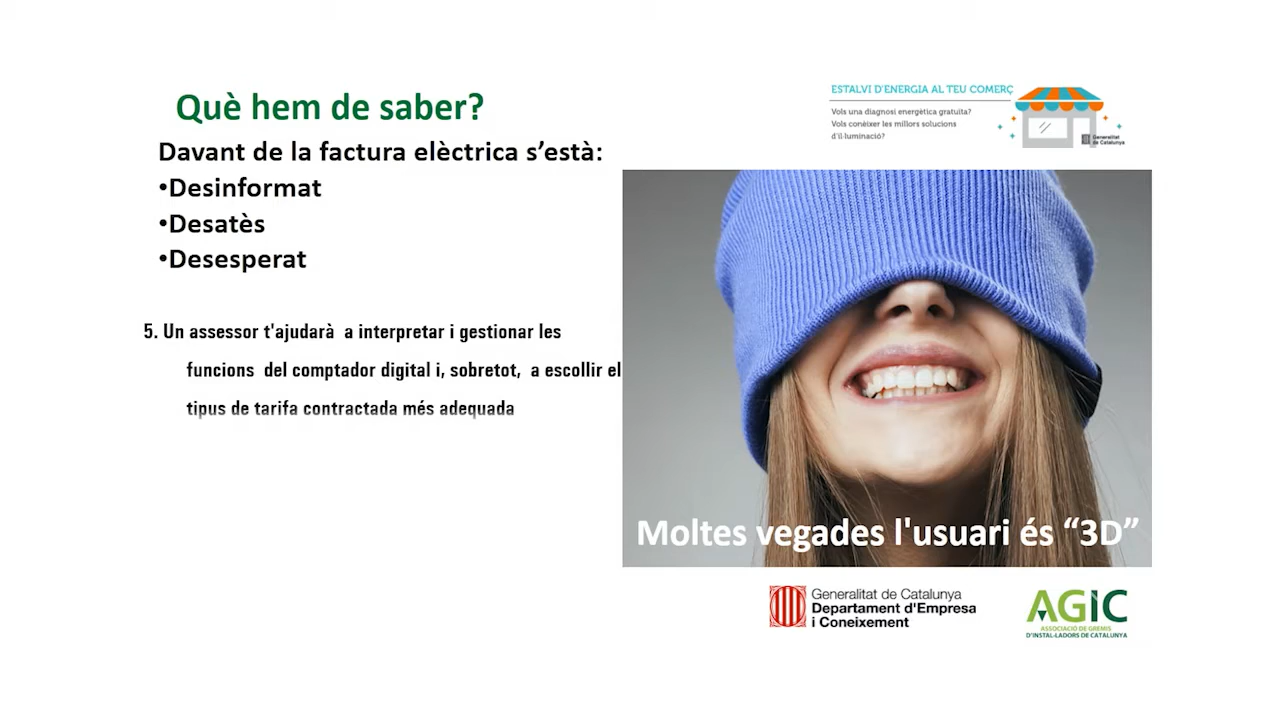 Què hem de saber?
Davant de la factura elèctrica s’està:
•Desinformat
•Desatès
•Desesperat
5. Un assessor t'ajudarà a interpretar i gestionar les
funcions del comptador digital i, sobretot, a escollir el
tipus de tarifa contractada més adequada
ESTALVI D'ENERGIA AL TEU COMERÇ
Vols una diagnosi energètica gratuïta?
Vols conèixer les millors solucions
d'il·luminació?
Generalitat
de Catalunya
Moltes vegades l'usuari és “3D”
Generalitat de Catalunya
Departament d'Empresa
i Coneixement
AGIC
ASSOCIACIÓ DE GREMIS
D'INSTAL·LADORS DE CATALUNYA